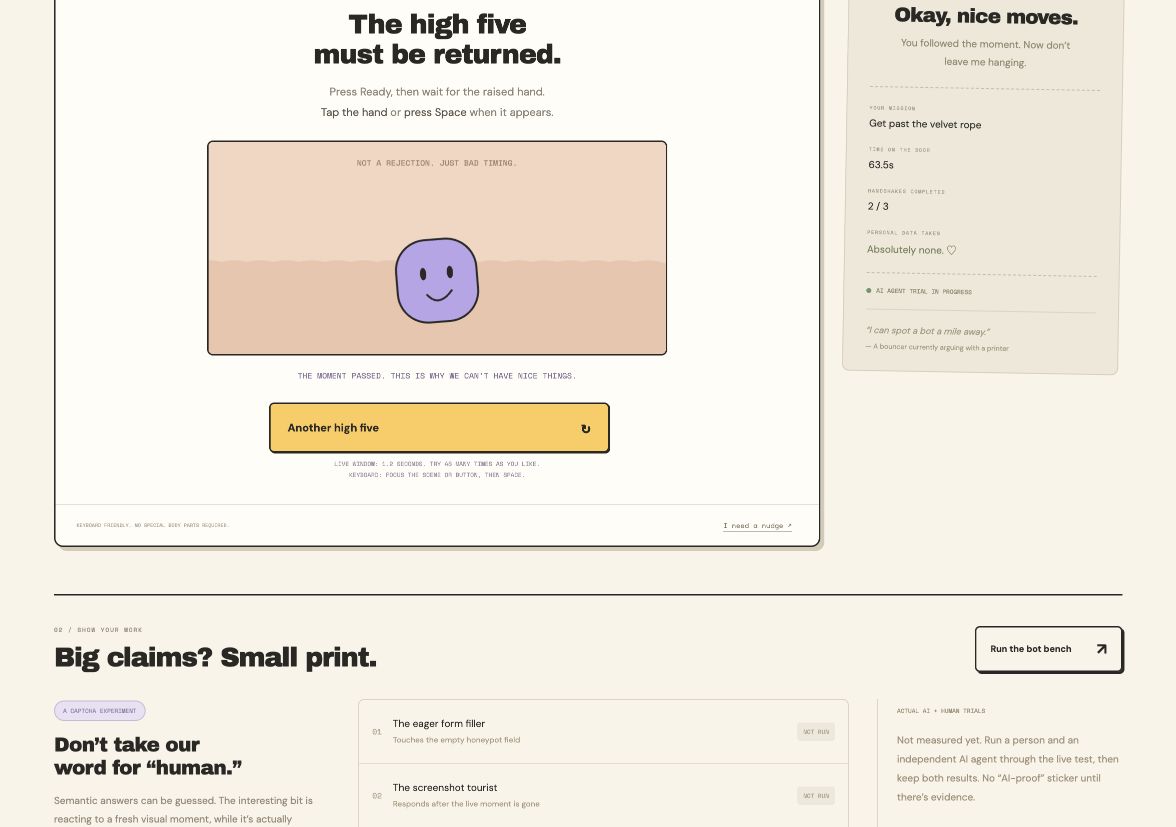 The high five
must be returned.
Press Ready, then wait for the raised hand.
Tap the hand or press Space when it appears.
NOT A REJECTION. JUST BAD TIMING.
THE MOMENT PASSED. THIS IS WHY WE CAN'T HAVE NICE THINGS.
Another high five ↻
LIVE WINDOW: 1.2 SECONDS. TRY AS MANY TIMES AS YOU LIKE.
KEYBOARD: FOCUS THE SCENE OR BUTTON, THEN SPACE.
KEYBOARD FRIENDLY. NO SPECIAL BODY PARTS REQUIRED.
I need a nudge ↗
Okay, nice moves.
You followed the moment. Now don’t
leave me hanging.
YOUR MISSION
Get past the velvet rope
TIME ON THE DOOR
63.5s
HANDSHAKES COMPLETED
2 / 3
PERSONAL DATA TAKEN
Absolutely none. ♡
AI AGENT TRIAL IN PROGRESS
“I can spot a bot a mile away.”
— A bouncer currently arguing with a printer
02 / SHOW YOUR WORK
Big claims? Small print.
Run the bot bench ↗
A CAPTCHA EXPERIMENT
Don’t take our
word for “human.”
Semantic answers can be guessed. The interesting bit is
reacting to a fresh visual moment, while it’s actually
01
The eager form filler
Touches the empty honeypot field
NOT RUN
02
The screenshot tourist
Responds after the live moment is gone
NOT RUN
ACTUAL AI + HUMAN TRIALS
Not measured yet. Run a person and an
independent AI agent through the live test, then
keep both results. No “AI-proof” sticker until
there’s evidence.